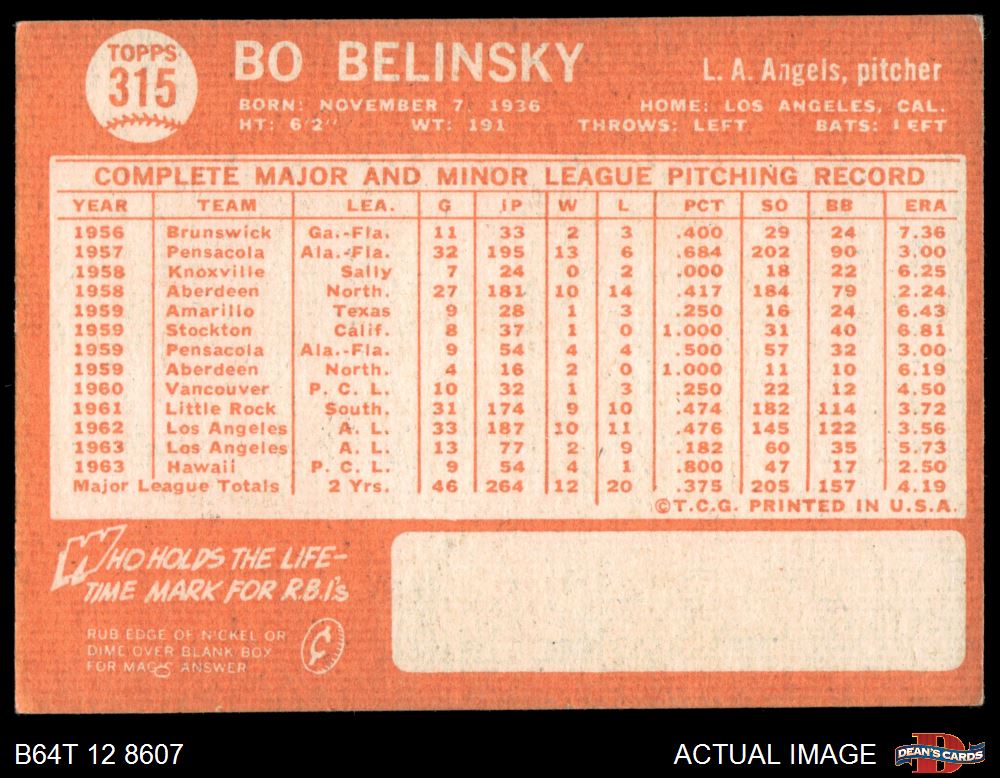 TOPPS
315
BO BELINSKY
L. A. Angels, pitcher
BORN: NOVEMBER 7, 1936 HOME: LOS ANGELES, CAL.
HT: 6'2" WT: 191 THROWS: LEFT BATS: LEFT
COMPLETE MAJOR AND MINOR LEAGUE PITCHING RECORD
YEAR TEAM LEA. G IP W L PCT SO BB ERA
1956 Brunswick Ga.-Fla. 11 33 2 3 .400 29 24 7.36
1957 Pensacola Ala.-Fla. 32 195 13 6 .684 202 90 3.00
1958 Knoxville Sally 7 24 0 2 .000 18 22 6.25
1958 Aberdeen North. 27 181 10 14 .417 184 79 2.24
1959 Amarillo Texas 9 28 1 3 .250 16 24 6.43
1959 Stockton Calif. 8 37 1 0 1.000 31 40 6.81
1959 Pensacola Ala.-Fla. 9 54 4 4 .500 57 32 3.00
1959 Aberdeen North. 4 16 2 0 1.000 11 10 6.19
1960 Vancouver P. C. L. 10 32 1 3 .250 22 12 4.50
1961 Little Rock South. 31 174 9 10 .474 182 114 3.72
1962 Los Angeles A. L. 33 187 10 11 .476 145 122 3.56
1963 Los Angeles A. L. 13 77 2 9 .182 60 35 5.73
1963 Hawaii P. C. L. 9 54 4 1 .800 47 17 2.50
Major League Totals 2 Yrs. 46 264 12 20 .375 205 157 4.19
©T.C.G. PRINTED IN U.S.A.
WHO HOLDS THE LIFE-
TIME MARK FOR R.B.I.'s
RUB EDGE OF NICKEL OR
DIME OVER BLANK BOX
FOR MAGIC ANSWER
B64T 12 8607
ACTUAL IMAGE
DEAN'S CARDS